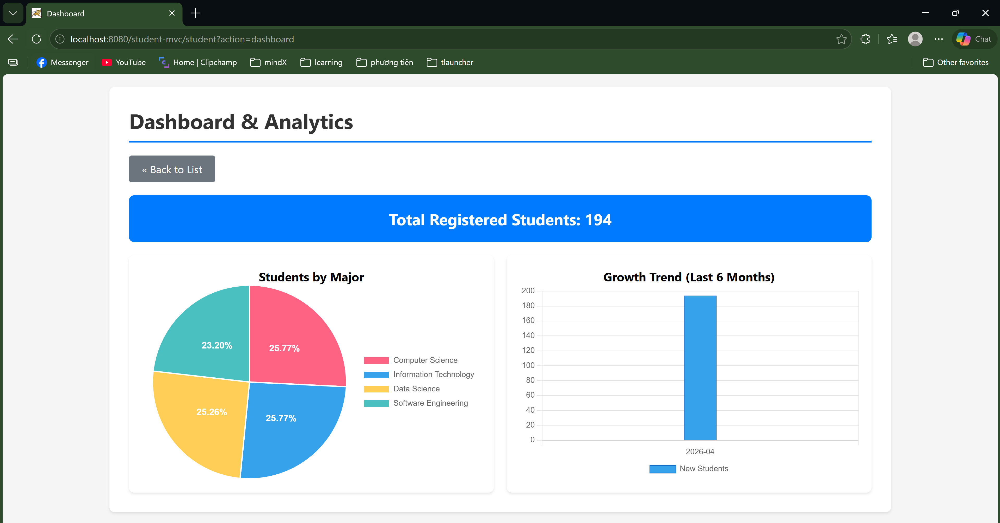 Dashboard
localhost:8080/student-mvc/student?action=dashboard
Chat
Messenger YouTube Home | Clipchamp mindX learning phương tiện tlauncher Other favorites
Dashboard & Analytics
« Back to List
Total Registered Students: 194
Students by Major
23.20%
25.77%
25.26%
25.77%
Computer Science
Information Technology
Data Science
Software Engineering
Growth Trend (Last 6 Months)
200
180
160
140
120
100
80
60
40
20
0
2026-04
New Students